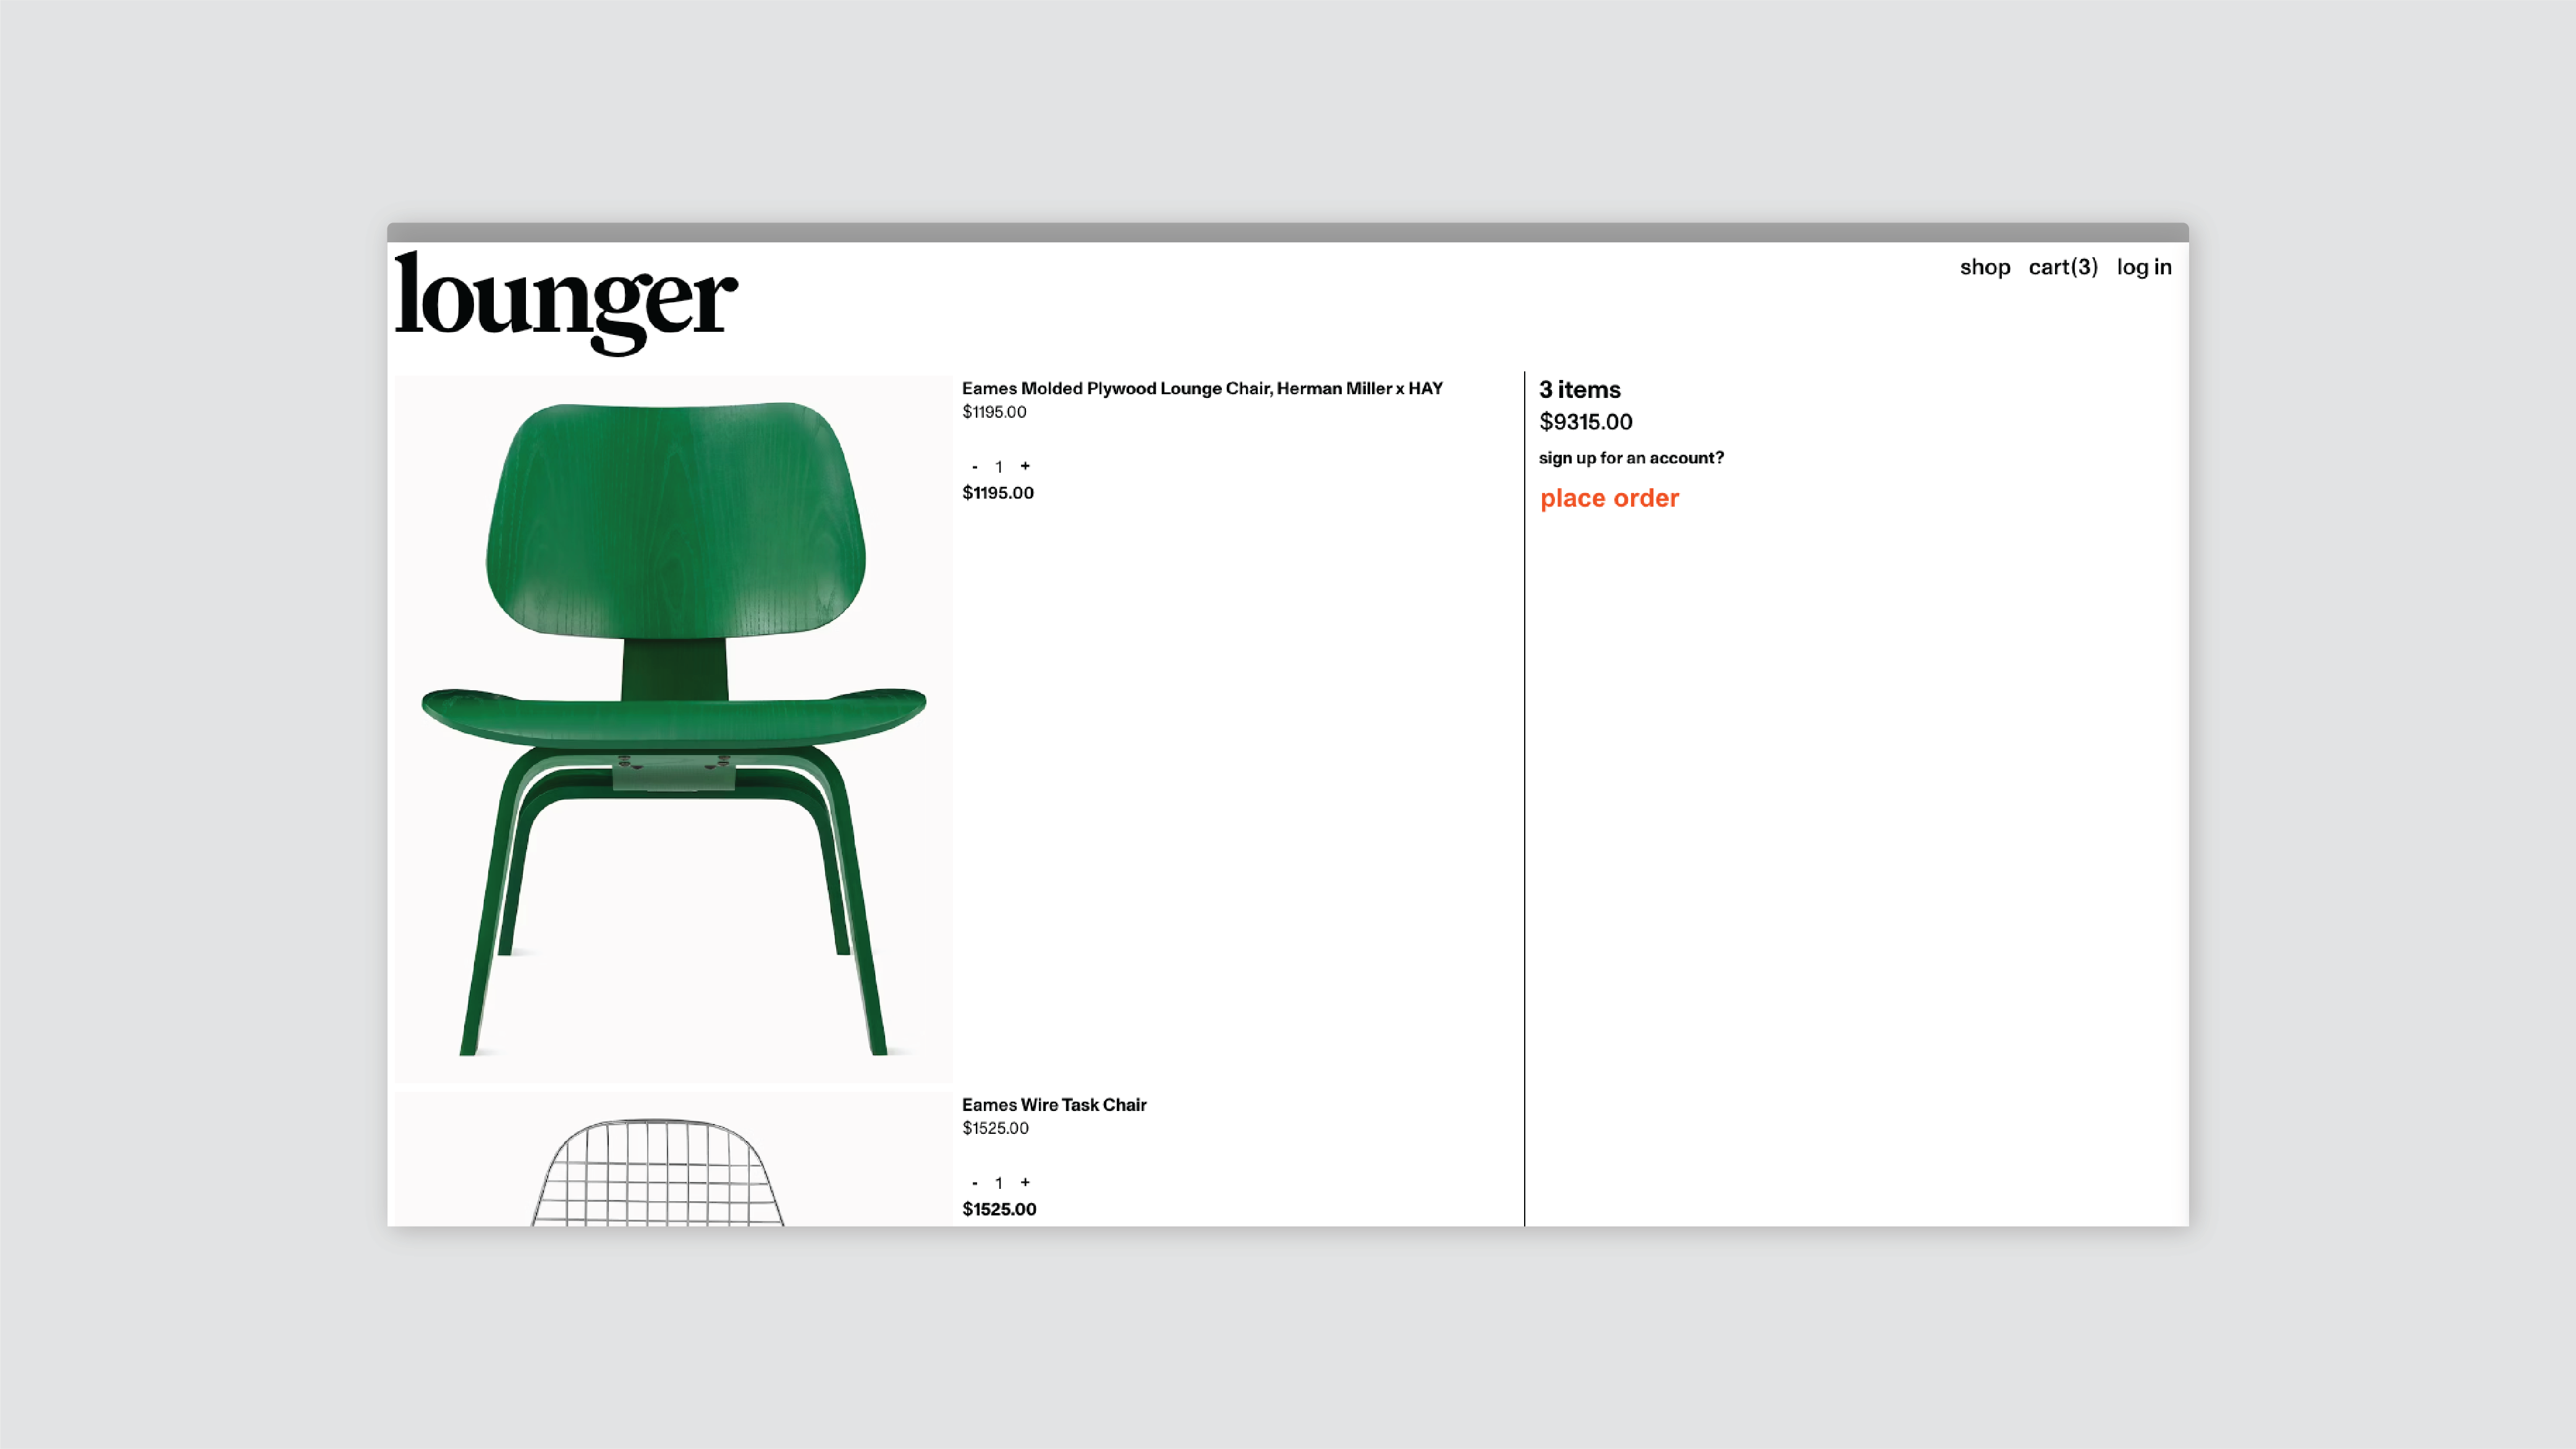 lounger
shop cart(3) log in
Eames Molded Plywood Lounge Chair, Herman Miller x HAY
$1195.00
- 1 +
$1195.00
3 items
$9315.00
sign up for an account?
place order
Eames Wire Task Chair
$1525.00
- 1 +
$1525.00